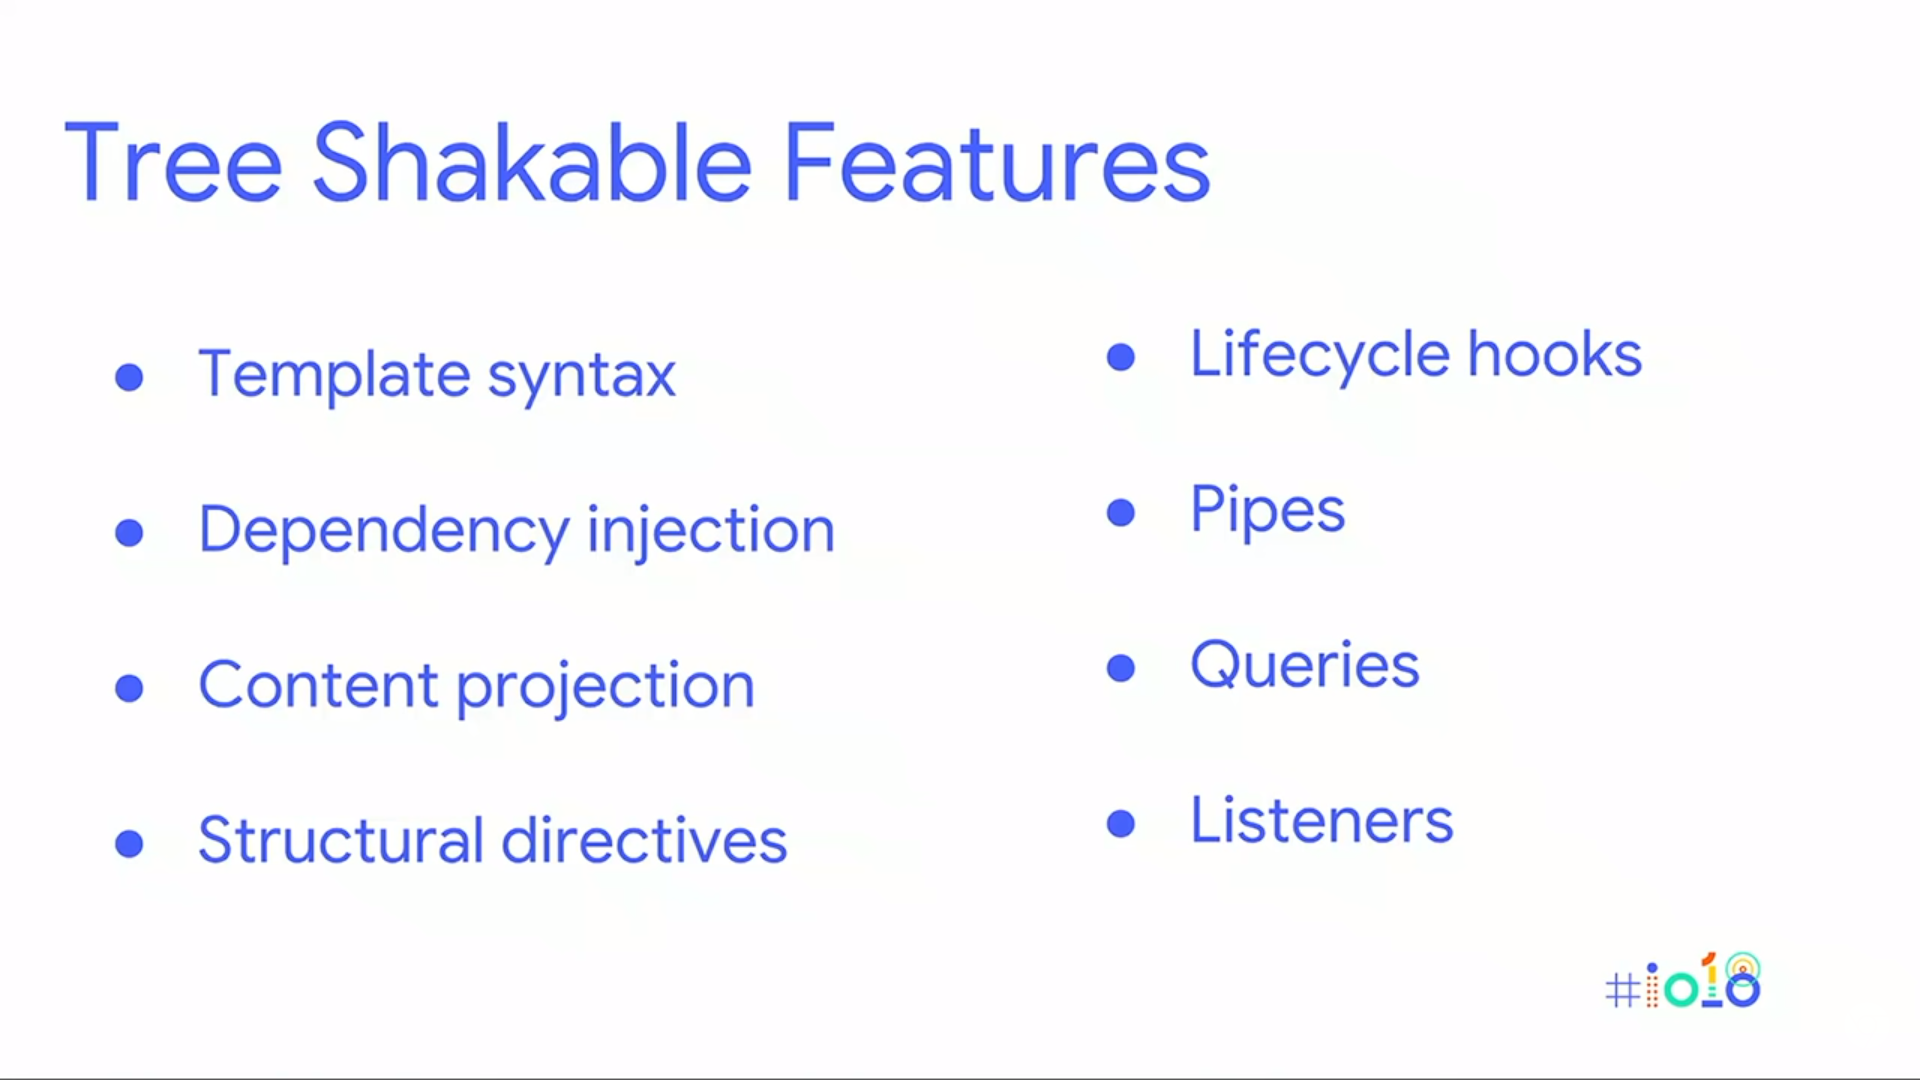 Tree Shakable Features
Template syntax
Dependency injection
Content projection
Structural directives
Lifecycle hooks
Pipes
Queries
Listeners
#io18